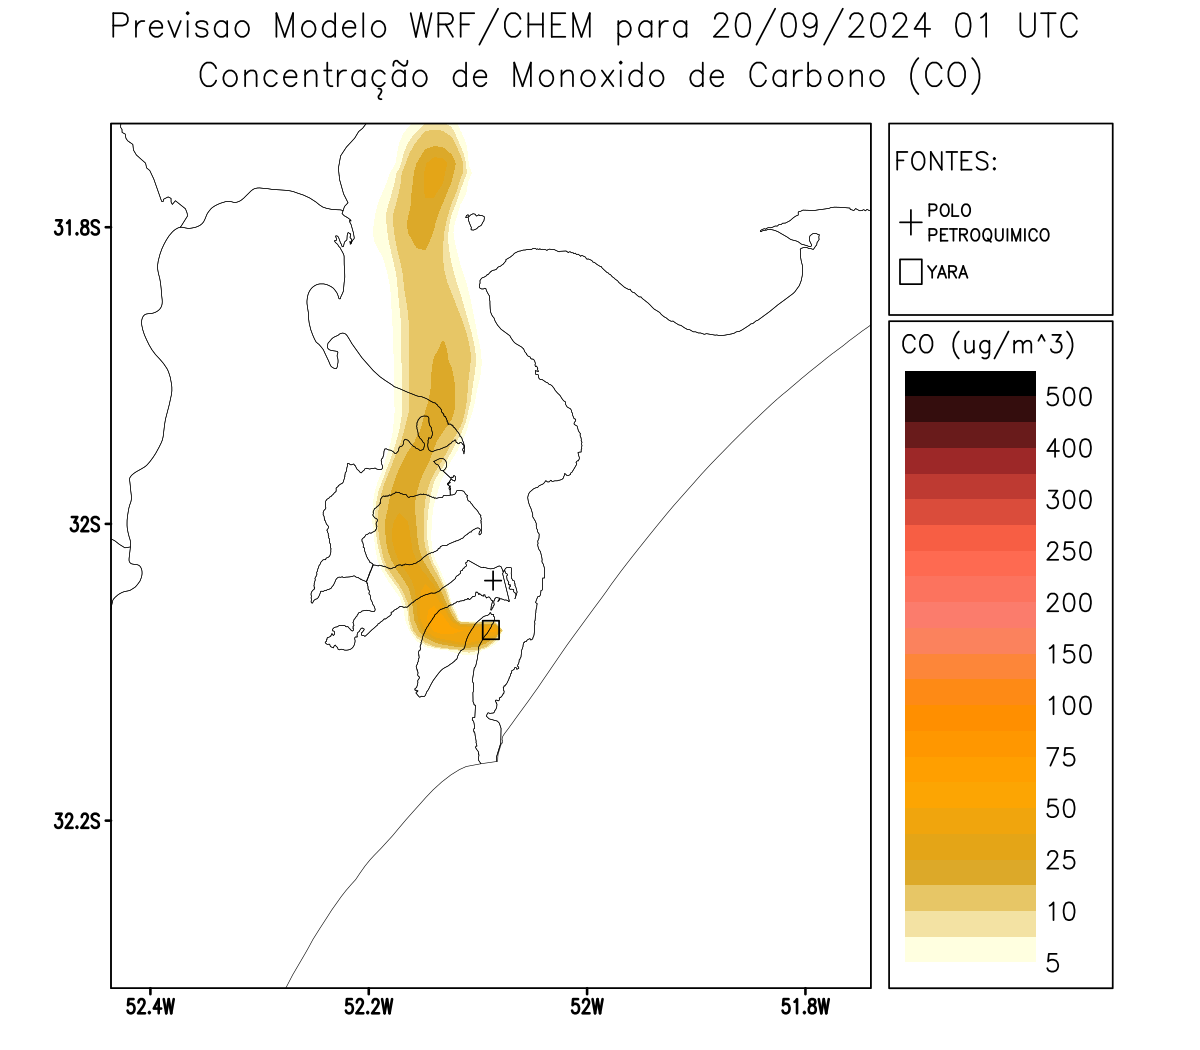 Previsao Modelo WRF/CHEM para 20/09/2024 01 UTC
Concentração de Monoxido de Carbono (CO)
FONTES:
POLO
PETROQUIMICO
YARA
CO (ug/m^3)
500
400
300
250
200
150
100
75
50
25
10
5
31.8S
32S
32.2S
52.4W
52.2W
52W
51.8W